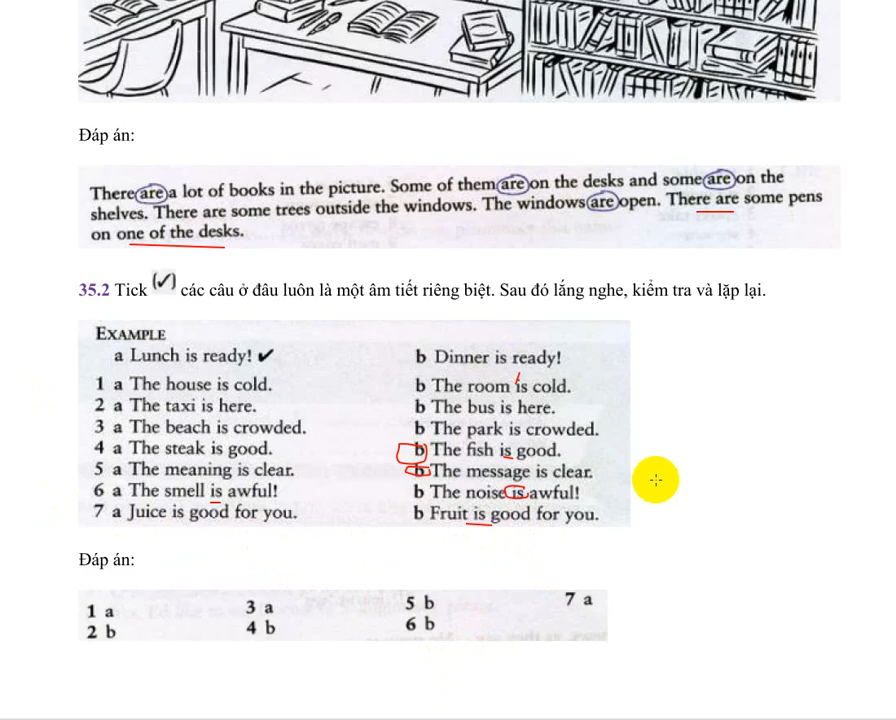 Đáp án:
There are a lot of books in the picture. Some of them are on the desks and some are on the
shelves. There are some trees outside the windows. The windows are open. There are some pens
on one of the desks.
35.2 Tick (✓) các câu ở đâu luôn là một âm tiết riêng biệt. Sau đó lắng nghe, kiểm tra và lặp lại.
EXAMPLE
a Lunch is ready! ✔ b Dinner is ready!
1 a The house is cold. b The room is cold.
2 a The taxi is here. b The bus is here.
3 a The beach is crowded. b The park is crowded.
4 a The steak is good. b The fish is good.
5 a The meaning is clear. b The message is clear.
6 a The smell is awful! b The noise is awful!
7 a Juice is good for you. b Fruit is good for you.
Đáp án:
1 a 3 a 5 b 7 a
2 b 4 b 6 b